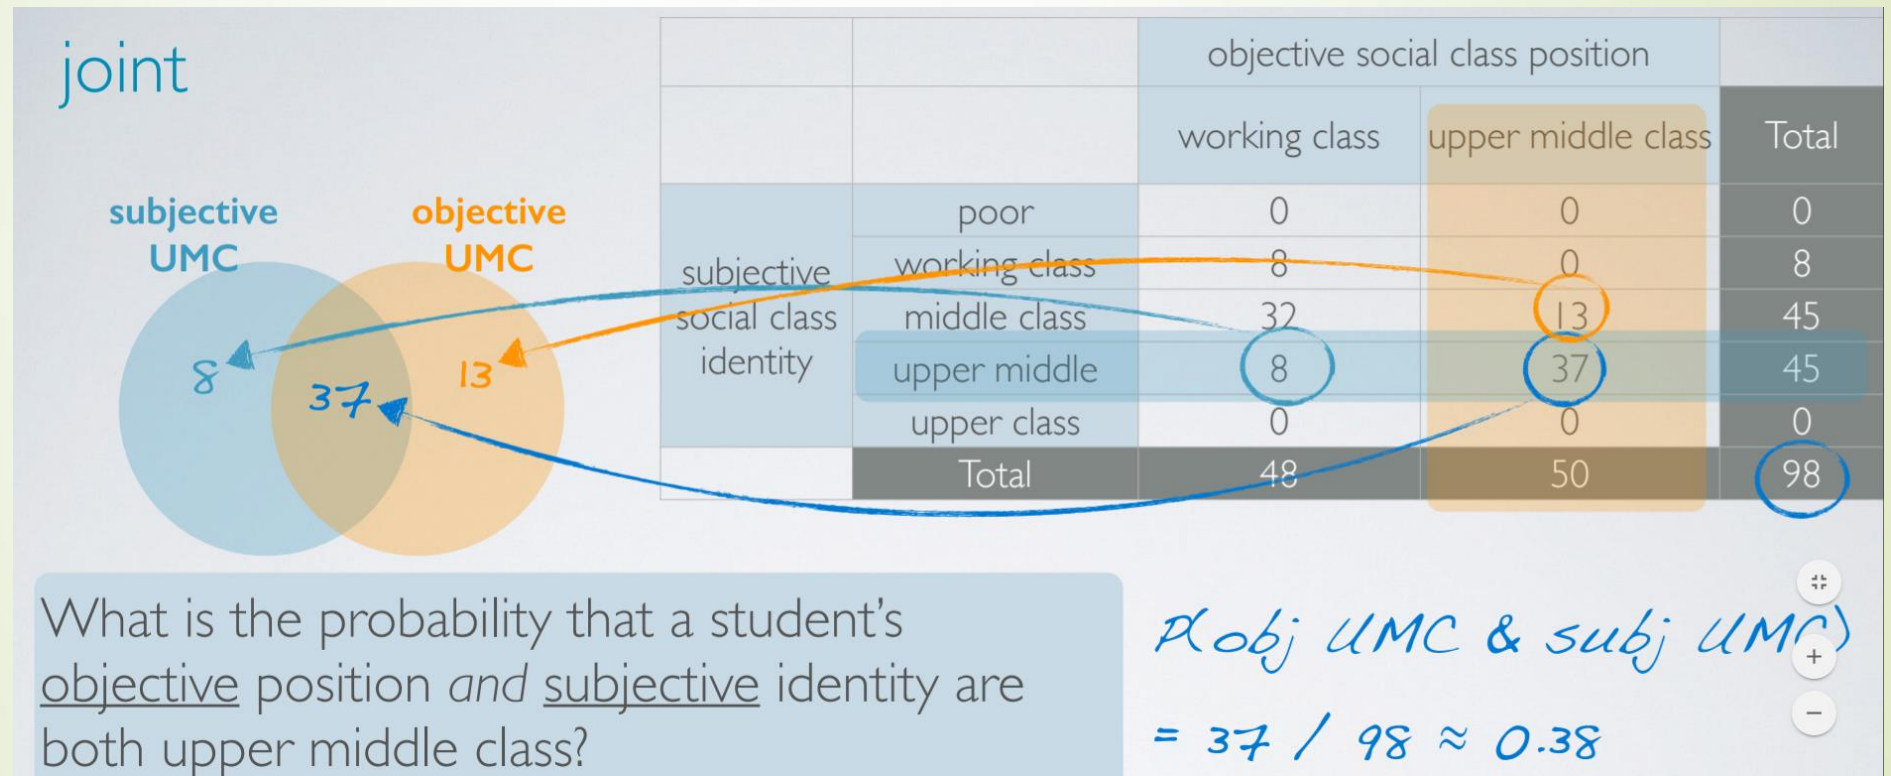 joint
subjective
UMC
objective
UMC
8
37
13
objective social class position
working class upper middle class Total
subjective
social class
identity
poor 0 0 0
working class 8 0 8
middle class 32 13 45
upper middle 8 37 45
upper class 0 0 0
Total 48 50 98
What is the probability that a student's
objective position and subjective identity are
both upper middle class?
P(obj UMC & subj UMC)
= 37 / 98 ≈ 0.38
+
−